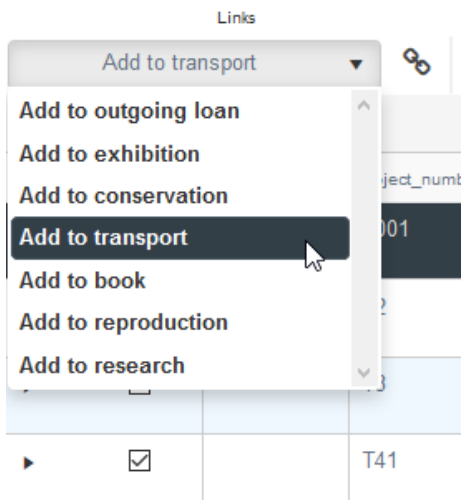 Links
Add to transport
Add to outgoing loan
Add to exhibition
Add to conservation
Add to transport
Add to book
Add to reproduction
Add to research
T41